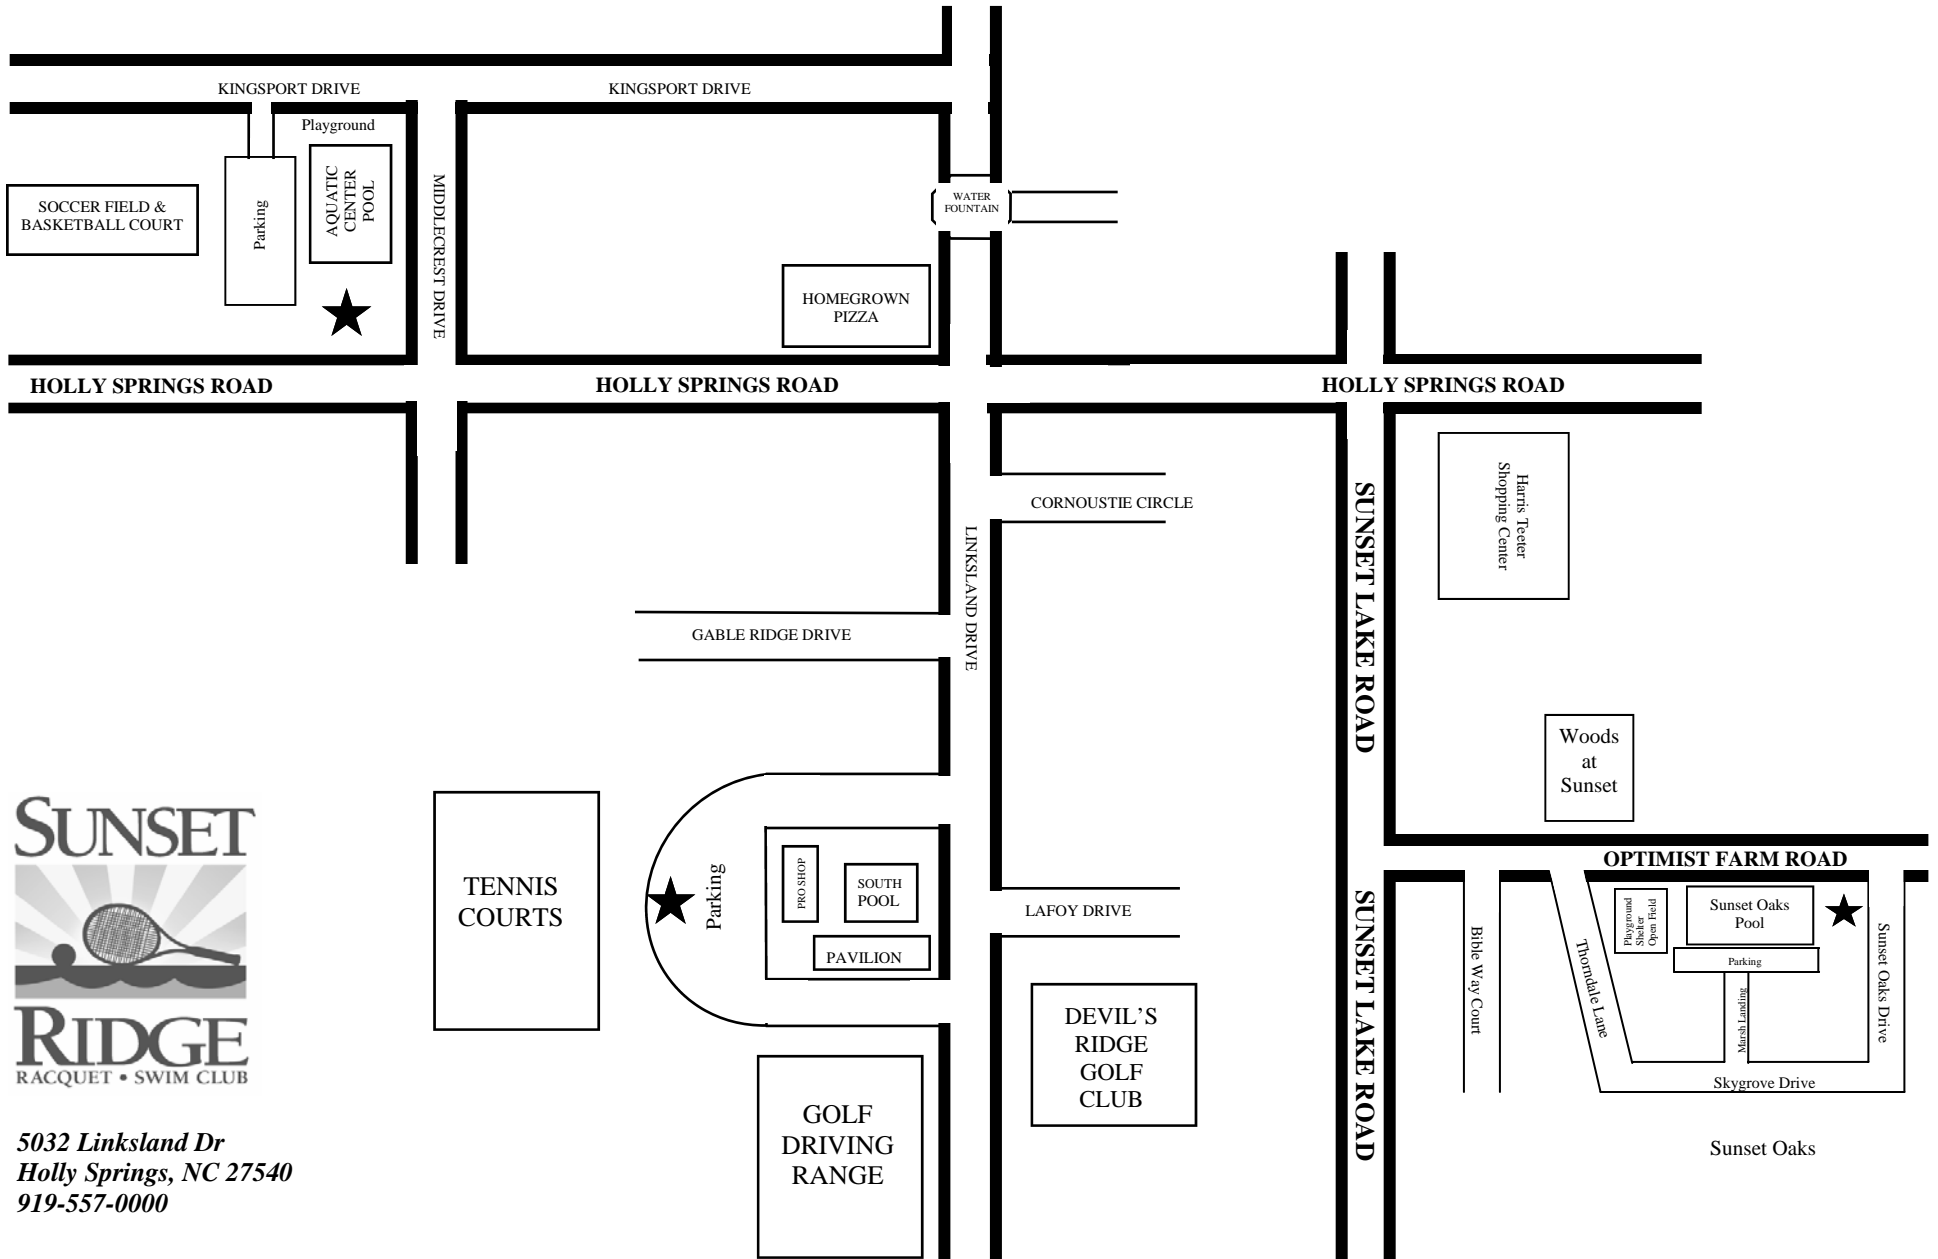 KINGSPORT DRIVE
KINGSPORT DRIVE
Playground
SOCCER FIELD &
BASKETBALL COURT
Parking
AQUATIC
CENTER
POOL
MIDDLECREST DRIVE
WATER
FOUNTAIN
HOMEGROWN
PIZZA
HOLLY SPRINGS ROAD
HOLLY SPRINGS ROAD
HOLLY SPRINGS ROAD
CORNOUSTIE CIRCLE
LINKSLAND DRIVE
SUNSET LAKE ROAD
Harris Teeter
Shopping Center
GABLE RIDGE DRIVE
Woods
at
Sunset
OPTIMIST FARM ROAD
TENNIS
COURTS
Parking
PRO SHOP
SOUTH
POOL
PAVILION
LAFOY DRIVE
SUNSET LAKE ROAD
Bible Way Court
Thorndale Lane
Playground
Shelter
Open Field
Sunset Oaks
Pool
Parking
Marsh Landing
Sunset Oaks Drive
Skygrove Drive
Sunset Oaks
DEVIL'S
RIDGE
GOLF
CLUB
GOLF
DRIVING
RANGE
SUNSET
RIDGE
RACQUET • SWIM CLUB
5032 Linksland Dr
Holly Springs, NC 27540
919-557-0000